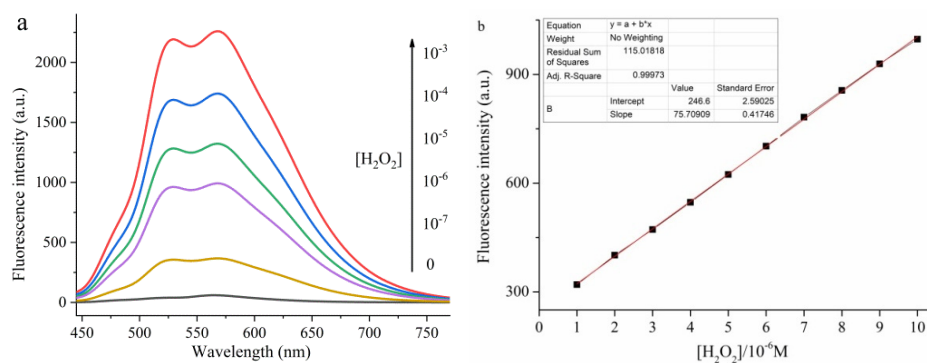 a
2000
1500
1000
500
0
450 500 550 600 650 700 750
Wavelength (nm)
Fluorescence intensity (a.u.)
[H2O2]
10-3
10-4
10-5
10-6
10-7
0
b
Equation y = a + b*x
Weight No Weighting
Residual Sum of Squares 115.01818
Adj. R-Square 0.99973
Value Standard Error
B Intercept 246.6 2.59025
Slope 75.70909 0.41746
900
600
300
0 1 2 3 4 5 6 7 8 9 10
[H2O2]/10-6M
Fluorescence intensity (a.u.)